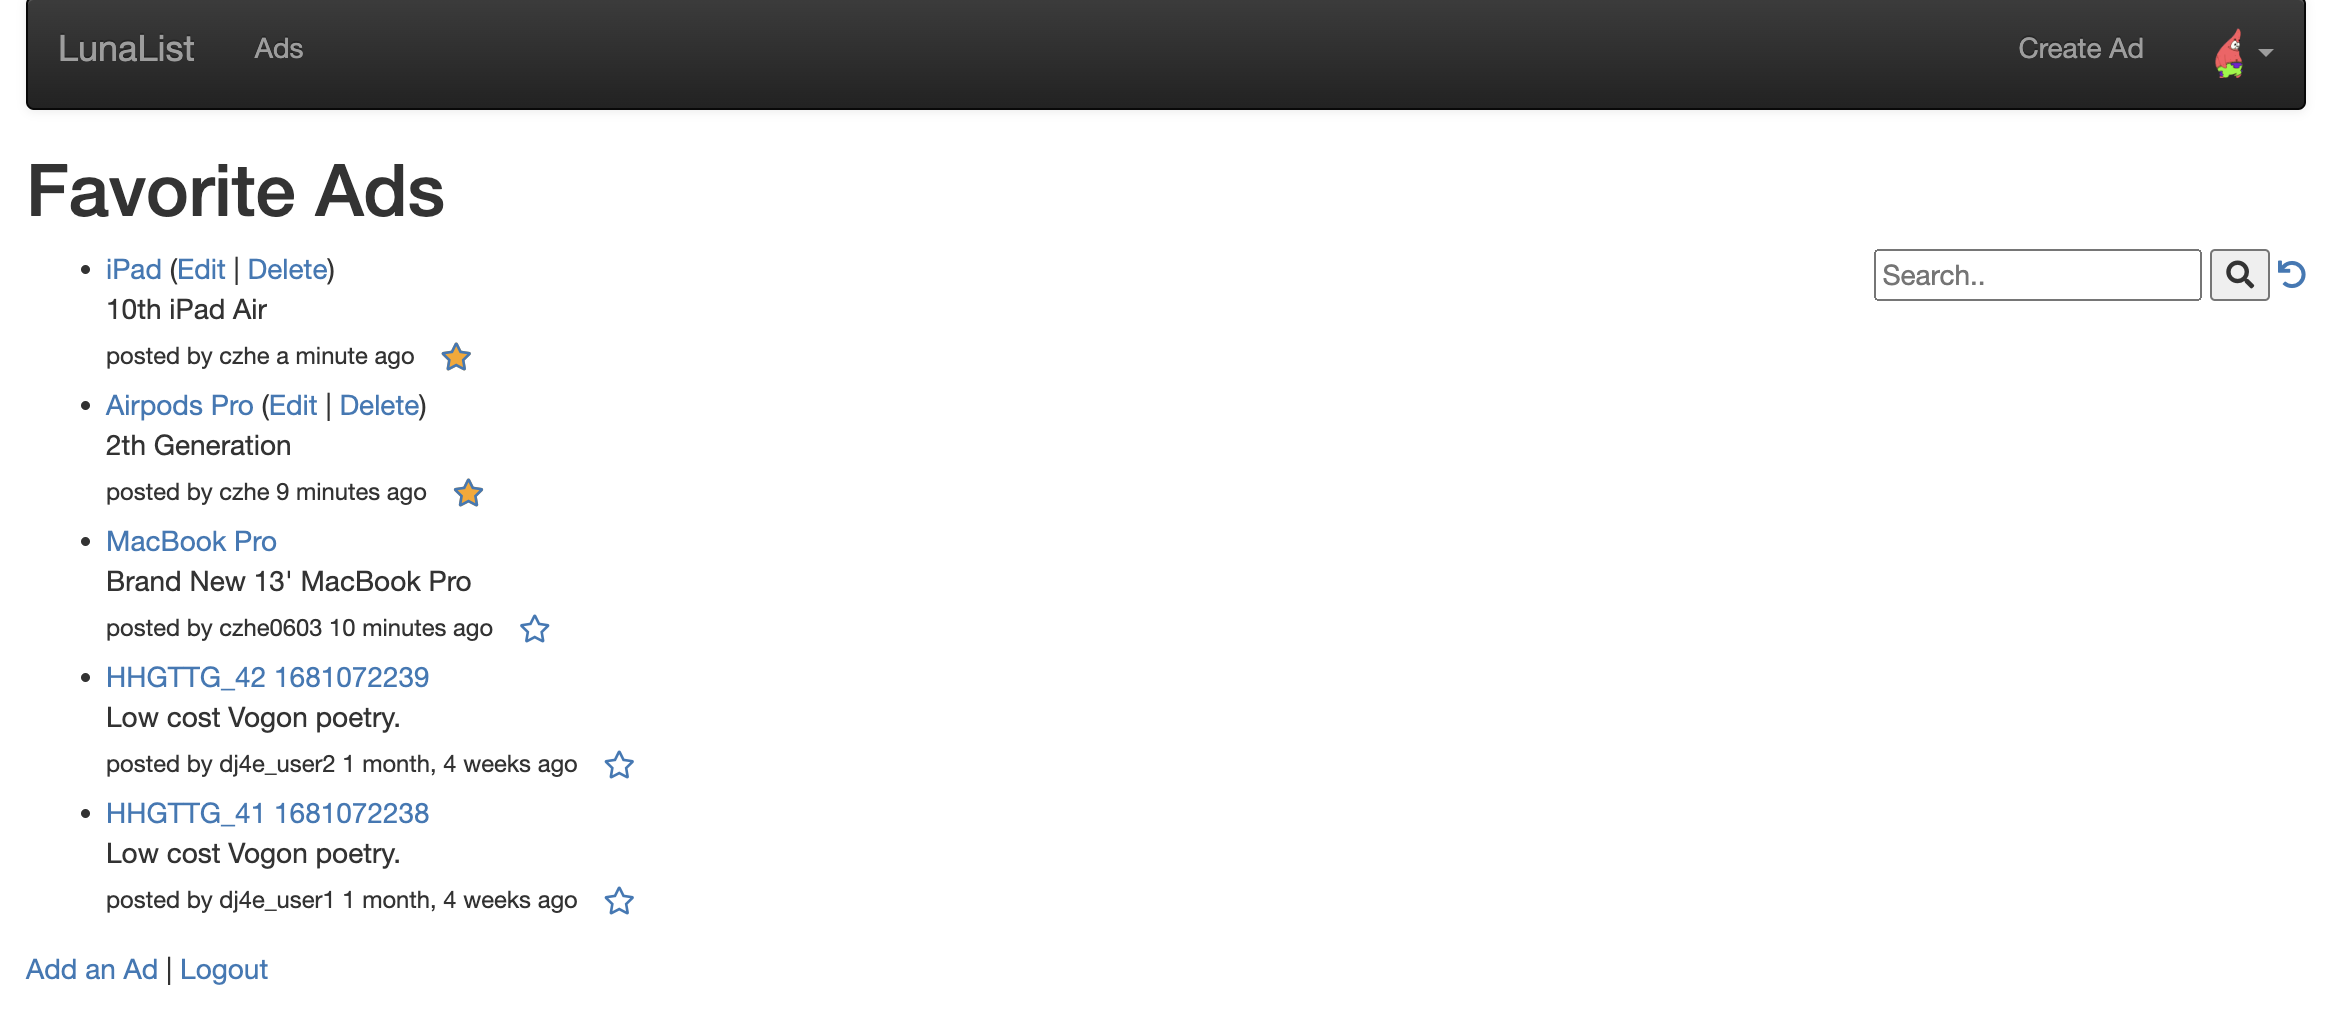 LunaList Ads Create Ad
Favorite Ads
Search..
iPad (Edit | Delete)
10th iPad Air
posted by czhe a minute ago
Airpods Pro (Edit | Delete)
2th Generation
posted by czhe 9 minutes ago
MacBook Pro
Brand New 13' MacBook Pro
posted by czhe0603 10 minutes ago
HHGTTG_42 1681072239
Low cost Vogon poetry.
posted by dj4e_user2 1 month, 4 weeks ago
HHGTTG_41 1681072238
Low cost Vogon poetry.
posted by dj4e_user1 1 month, 4 weeks ago
Add an Ad | Logout